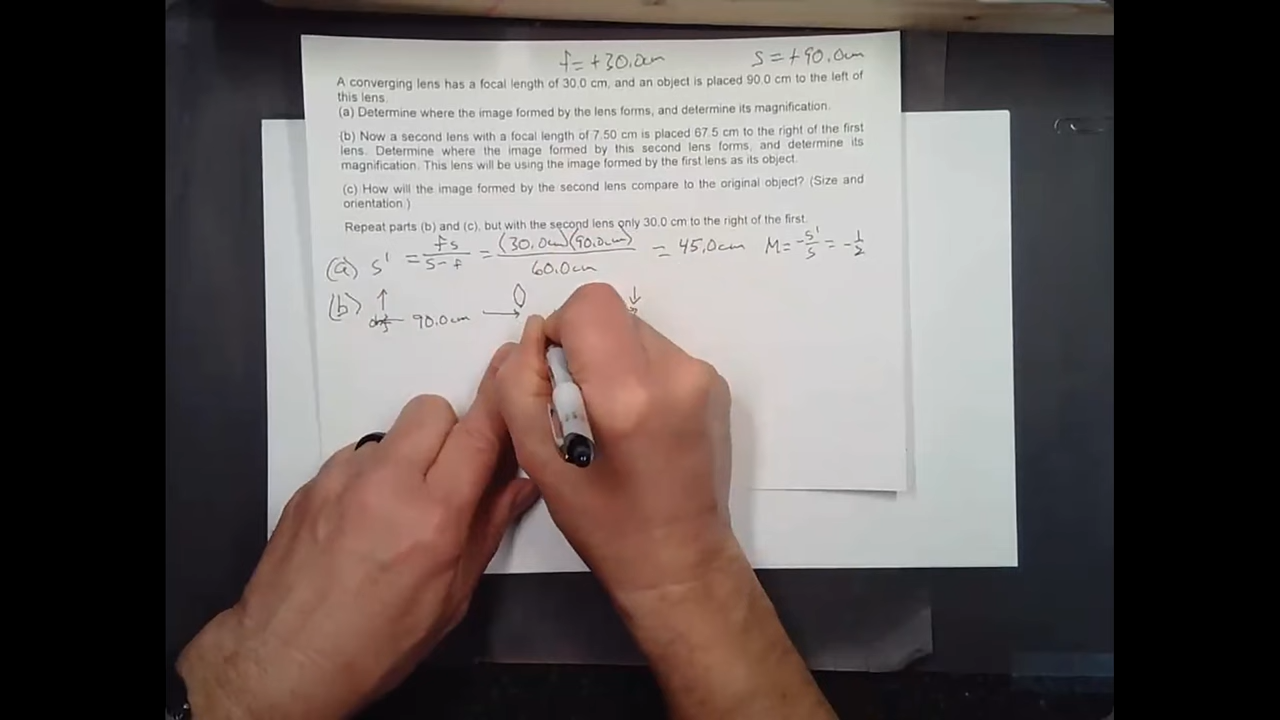 f = +30.0cm s = +90.0cm
A converging lens has a focal length of 30.0 cm, and an object is placed 90.0 cm to the left of
this lens.
(a) Determine where the image formed by the lens forms, and determine its magnification.
(b) Now a second lens with a focal length of 7.50 cm is placed 67.5 cm to the right of the first
lens. Determine where the image formed by this second lens forms, and determine its
magnification. This lens will be using the image formed by the first lens as its object.
(c) How will the image formed by the second lens compare to the original object? (Size and
orientation.)
Repeat parts (b) and (c), but with the second lens only 30.0 cm to the right of the first.
(a) s' = fs/(s-f) = (30.0cm)(90.0cm)/60.0cm = 45.0cm M = -s'/s = -1/2
(b) 90.0cm